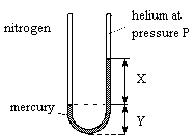 helium at
pressure P
nitrogen
X
mercury
Y